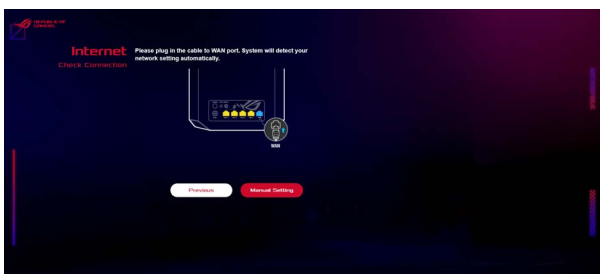 REPUBLIC OF
GAMERS
Internet
Check Connection
Please plug in the cable to WAN port. System will detect your
network setting automatically.
WAN
Previous
Manual Setting